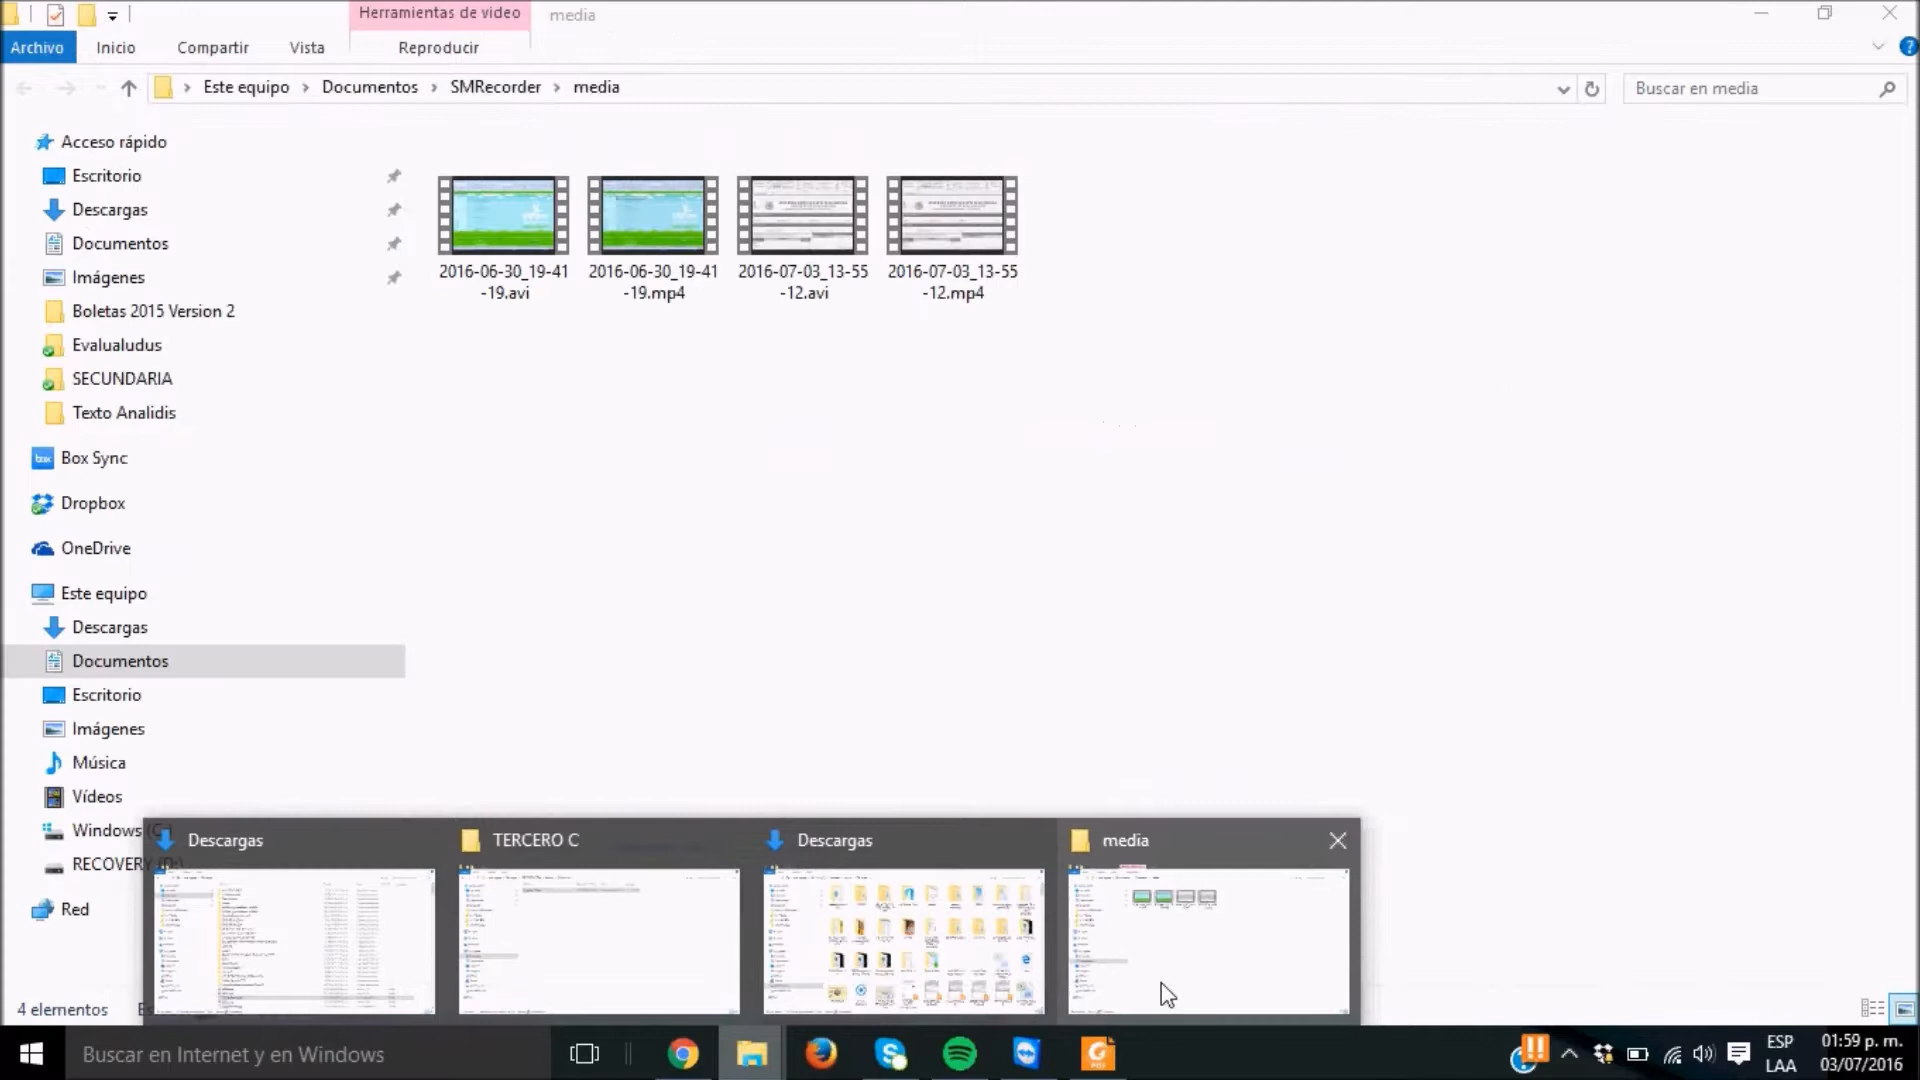 Herramientas de video
media
Archivo
Inicio
Compartir
Vista
Reproducir
Este equipo
Documentos
SMRecorder
media
Buscar en media
Acceso rápido
Escritorio
Descargas
Documentos
Imágenes
Boletas 2015 Version 2
Evalualudus
SECUNDARIA
Texto Analidis
Box Sync
Dropbox
OneDrive
Este equipo
Descargas
Documentos
Escritorio
Imágenes
Música
Vídeos
Windows
RECOVERY (D:)
Red
2016-06-30_19-41
-19.avi
2016-06-30_19-41
-19.mp4
2016-07-03_13-55
-12.avi
2016-07-03_13-55
-12.mp4
Descargas
TERCERO C
Descargas
media
4 elementos
Buscar en Internet y en Windows
ESP
LAA
01:59 p. m.
03/07/2016